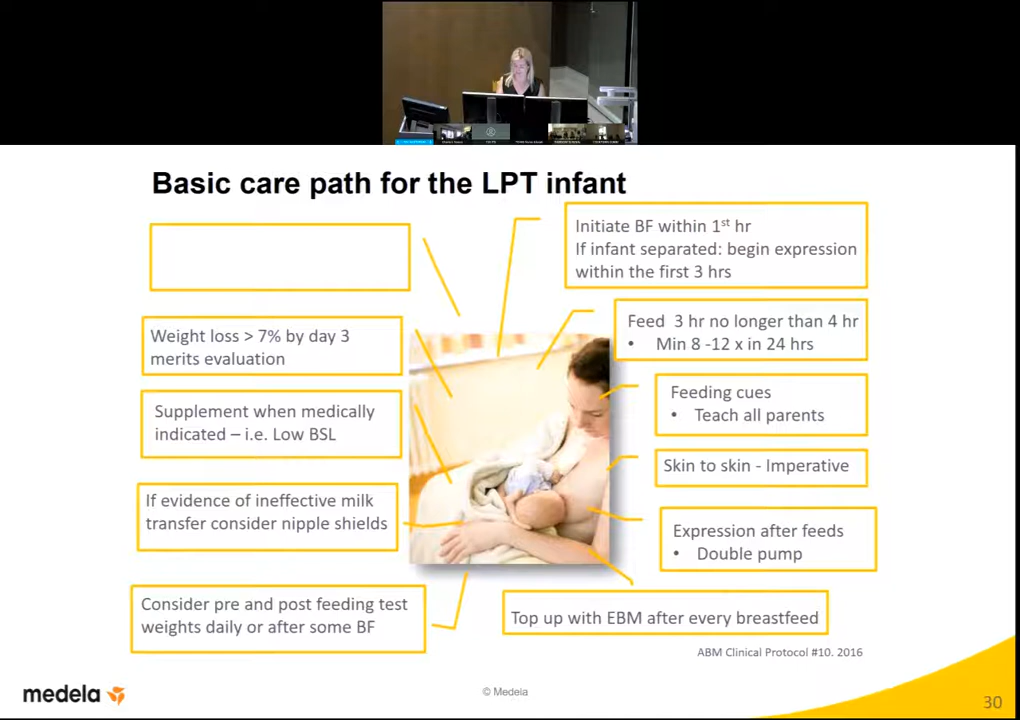 Basic care path for the LPT infant
Initiate BF within 1st hr
If infant separated: begin expression
within the first 3 hrs
Weight loss > 7% by day 3
merits evaluation
Feed 3 hr no longer than 4 hr
• Min 8 -12 x in 24 hrs
Supplement when medically
indicated – i.e. Low BSL
Feeding cues
• Teach all parents
Skin to skin - Imperative
If evidence of ineffective milk
transfer consider nipple shields
Expression after feeds
• Double pump
Consider pre and post feeding test
weights daily or after some BF
Top up with EBM after every breastfeed
ABM Clinical Protocol #10. 2016
medela
© Medela
30